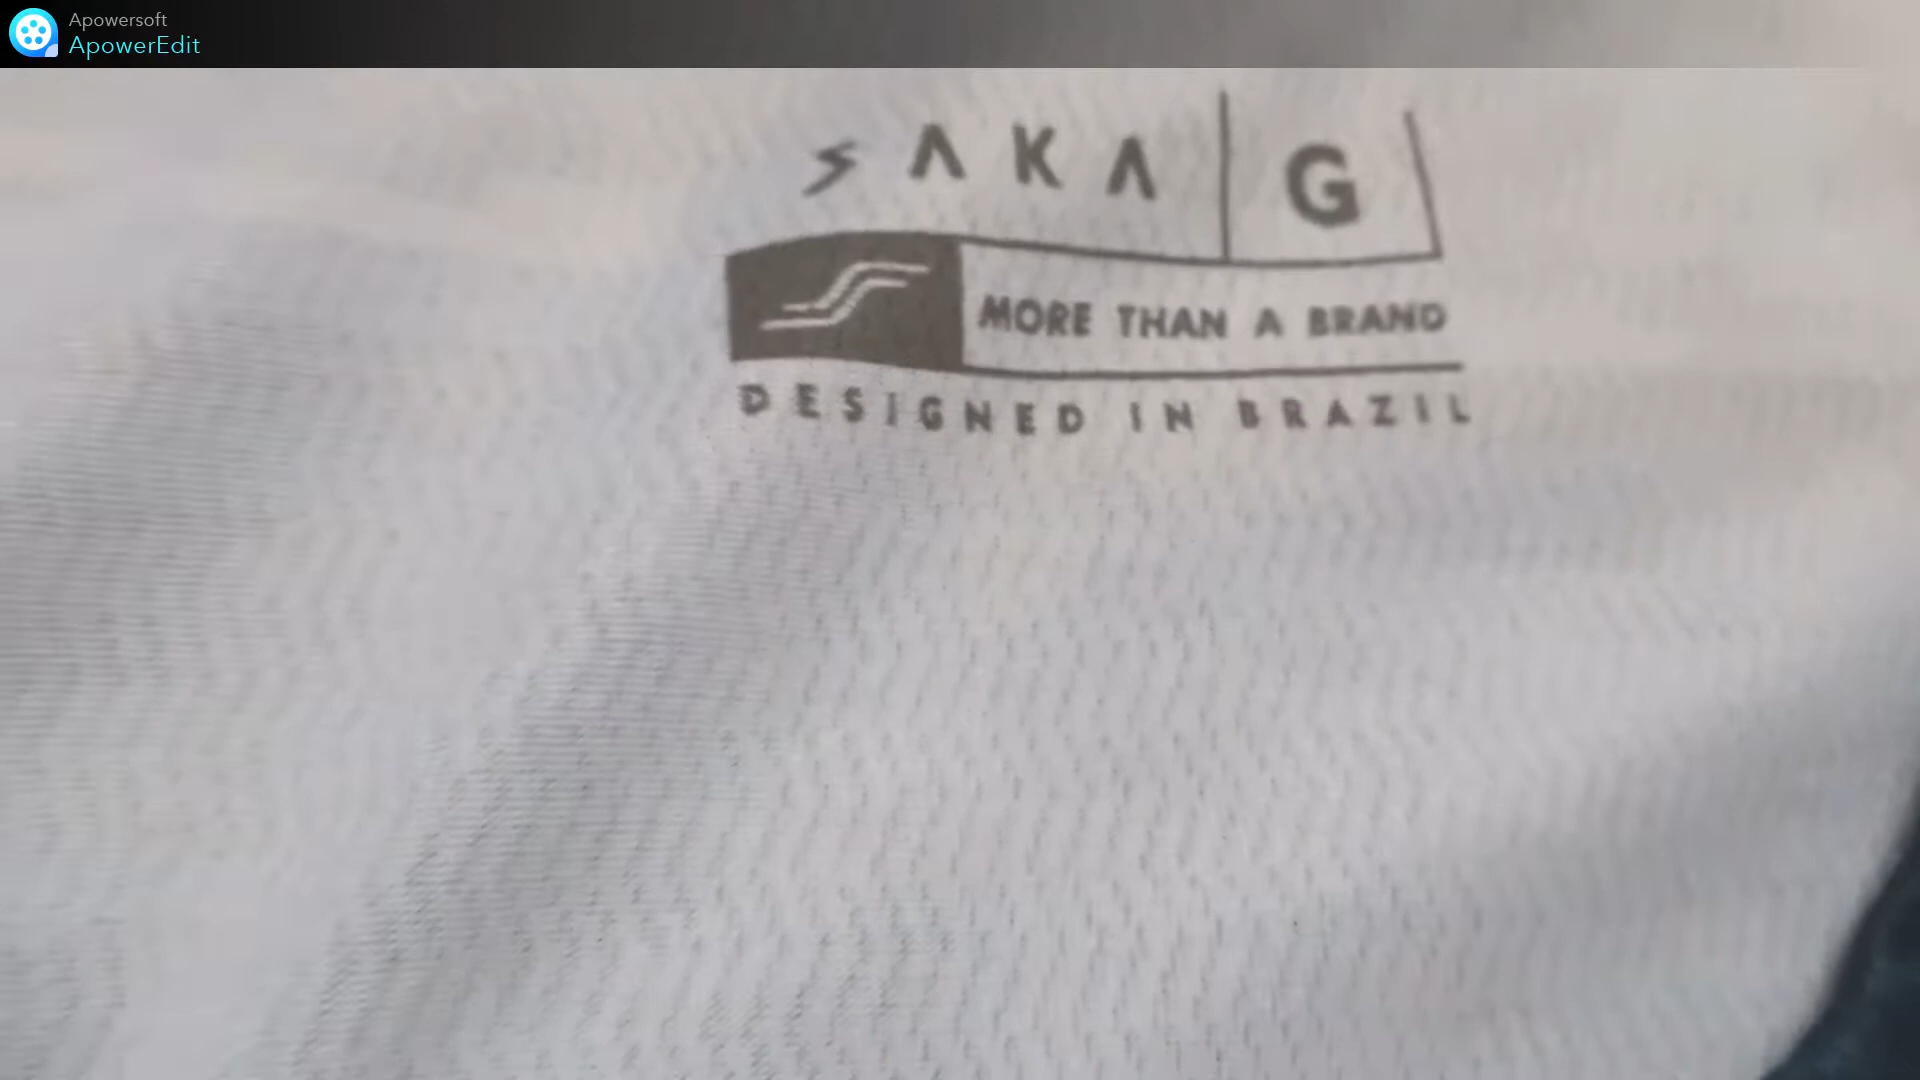 Apowersoft
ApowerEdit
SAKA G
MORE THAN A BRAND
DESIGNED IN BRAZIL